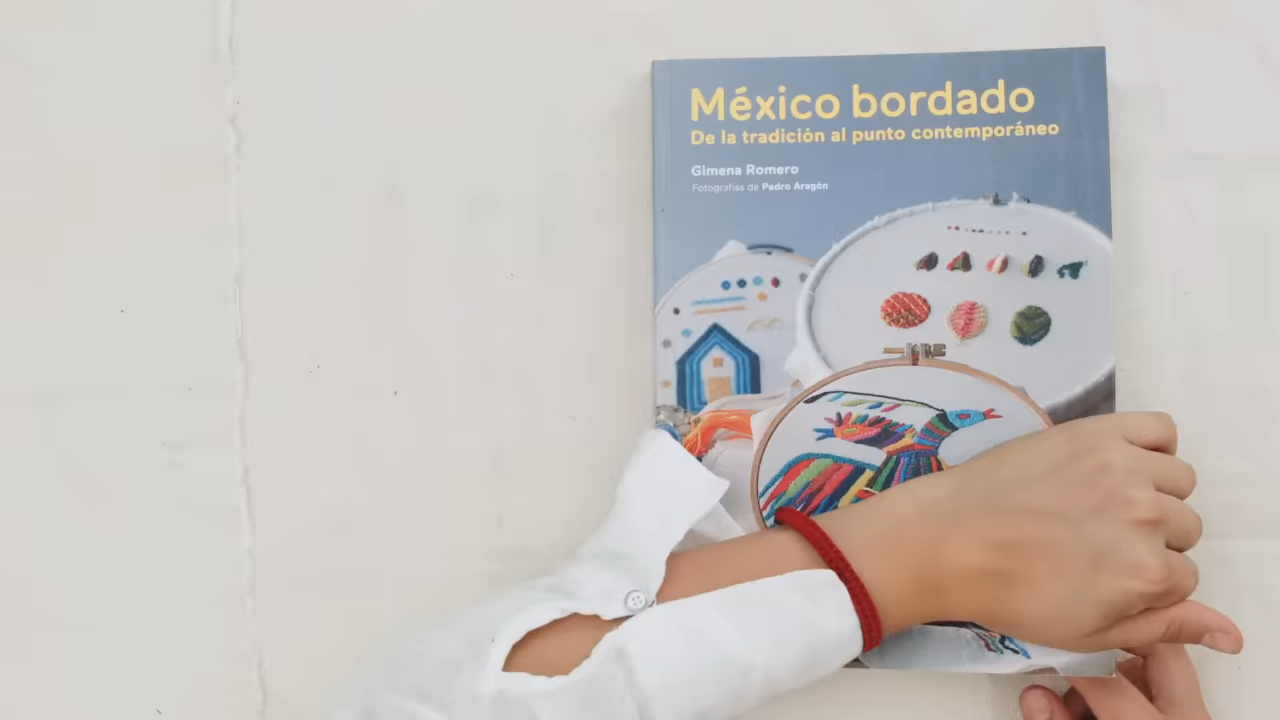 México bordado
De la tradición al punto contemporáneo
Gimena Romero
Fotografías de Pedro Aragón